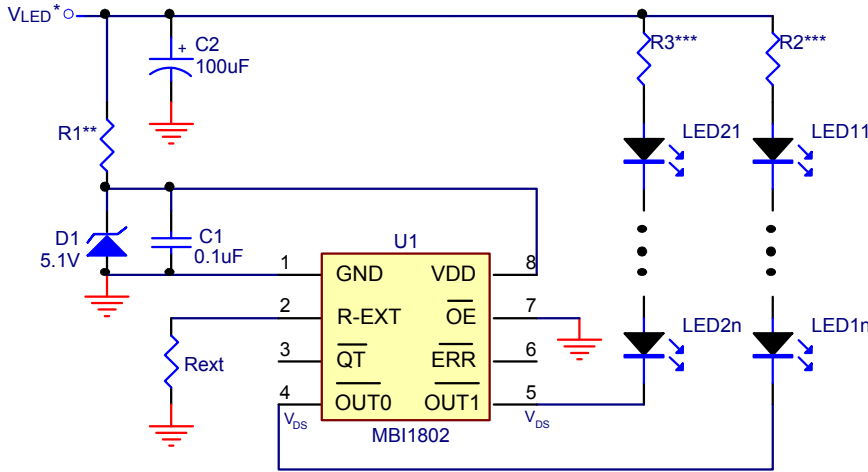 VLED*
C2
+
100uF
R3***
R2***
R1**
LED21
LED11
D1
5.1V
C1
0.1uF
U1
1
GND
VDD
8
2
R-EXT
OE
7
3
QT
ERR
6
4
OUT0
OUT1
5
VDS
VDS
MBI1802
Rext
LED2n
LED1n